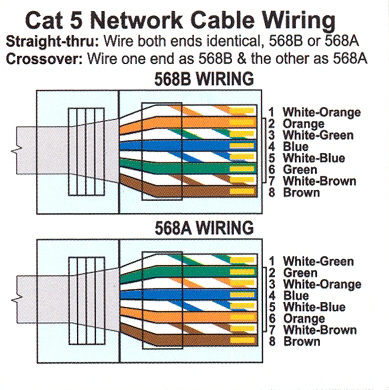 Cat 5 Network Cable Wiring
Straight-thru: Wire both ends identical, 568B or 568A
Crossover: Wire one end as 568B & the other as 568A
568B WIRING
1 White-Orange
2 Orange
3 White-Green
4 Blue
5 White-Blue
6 Green
7 White-Brown
8 Brown
568A WIRING
1 White-Green
2 Green
3 White-Orange
4 Blue
5 White-Blue
6 Orange
7 White-Brown
8 Brown